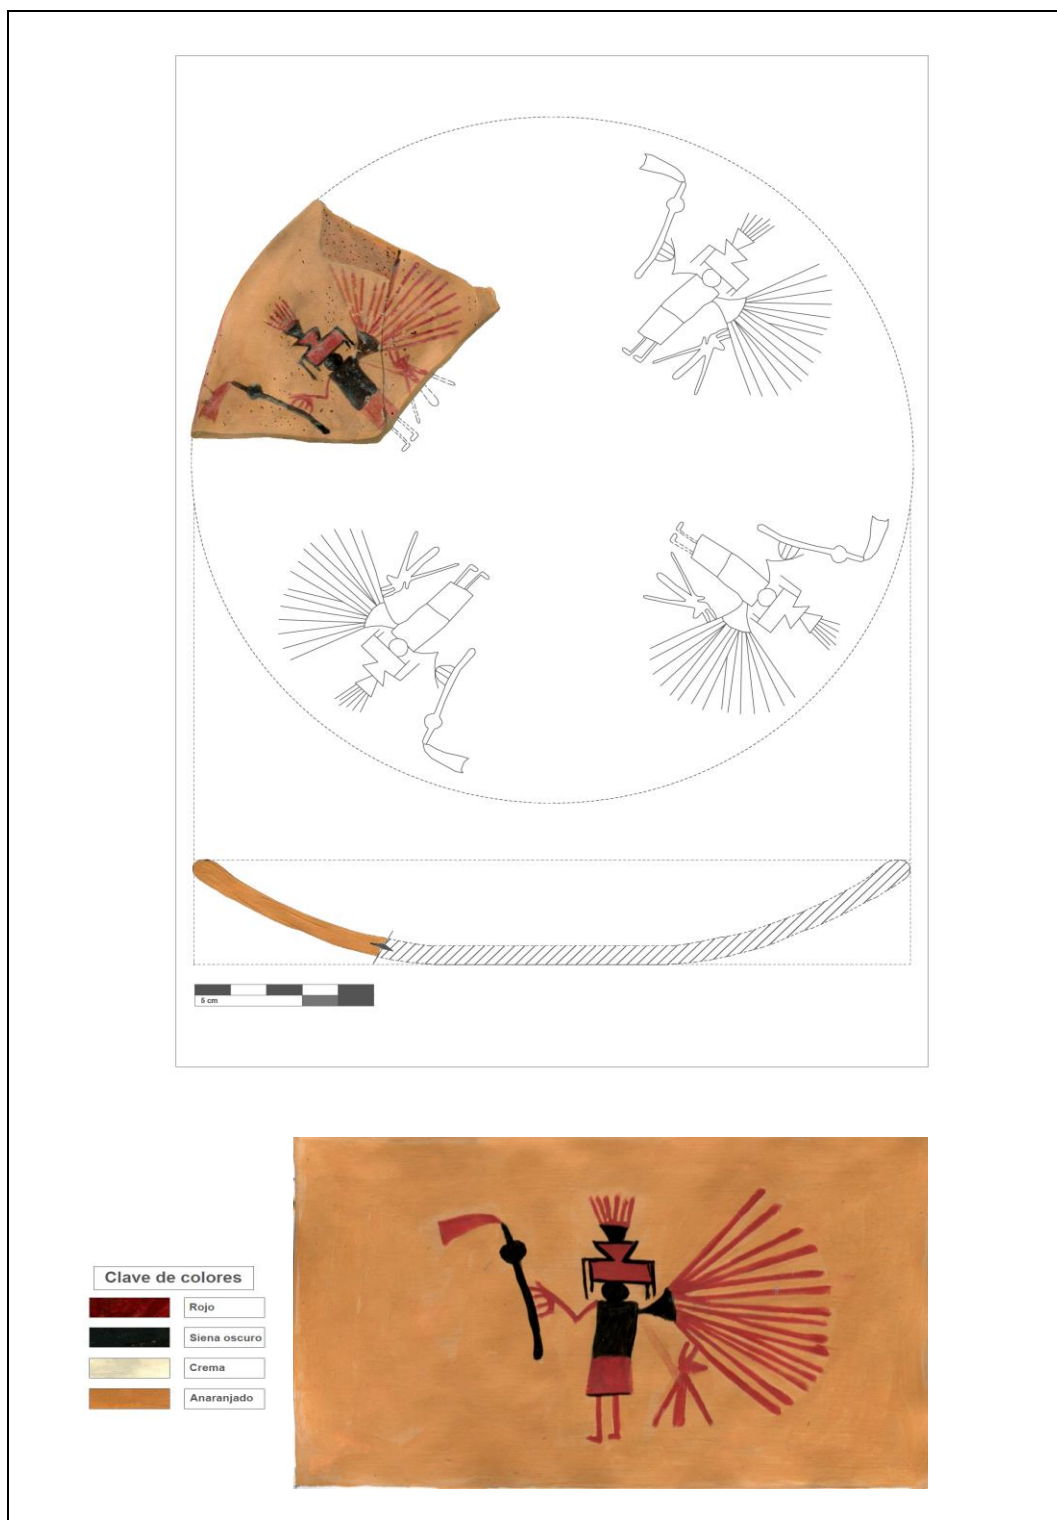 5 cm
Clave de colores
Rojo
Siena oscuro
Crema
Anaranjado